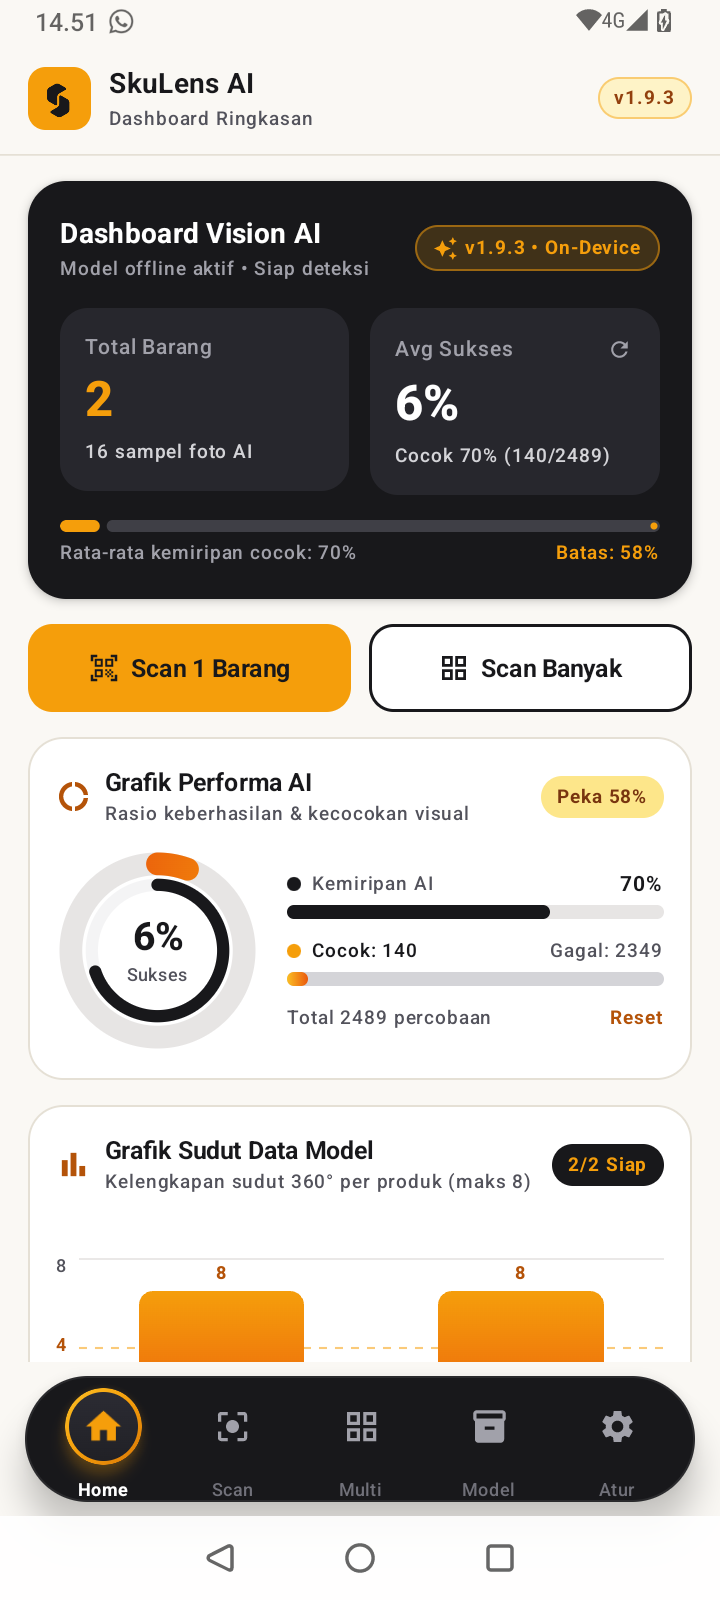 14.51
4G
SkuLens AI
Dashboard Ringkasan
v1.9.3
Dashboard Vision AI
Model offline aktif • Siap deteksi
v1.9.3 • On-Device
Total Barang
2
16 sampel foto AI
Avg Sukses
6%
Cocok 70% (140/2489)
Rata-rata kemiripan cocok: 70%
Batas: 58%
Scan 1 Barang
Scan Banyak
Grafik Performa AI
Rasio keberhasilan & kecocokan visual
Peka 58%
6%
Sukses
Kemiripan AI
70%
Cocok: 140
Gagal: 2349
Total 2489 percobaan
Reset
Grafik Sudut Data Model
Kelengkapan sudut 360° per produk (maks 8)
2/2 Siap
8
8
8
4
Home
Scan
Multi
Model
Atur